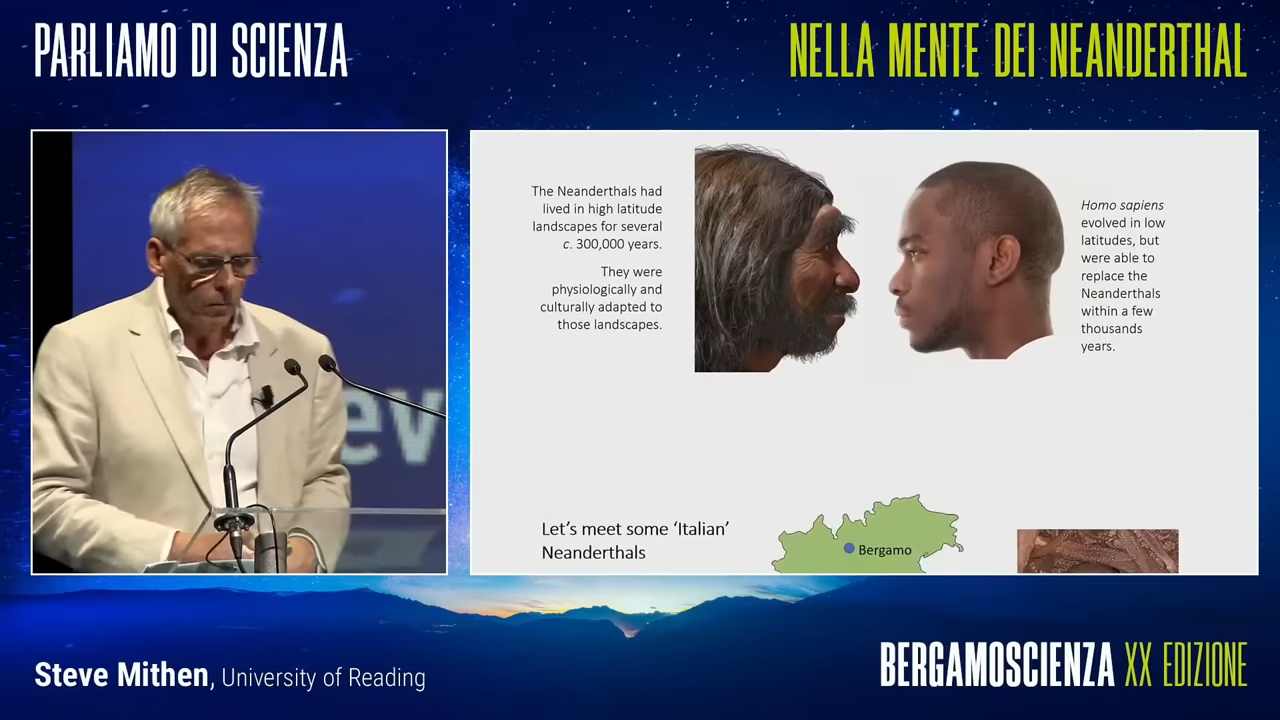 PARLIAMO DI SCIENZA
NELLA MENTE DEI NEANDERTHAL
The Neanderthals had
lived in high latitude
landscapes for several
c. 300,000 years.
They were
physiologically and
culturally adapted to
those landscapes.
Homo sapiens
evolved in low
latitudes, but
were able to
replace the
Neanderthals
within a few
thousands
years.
ev
Let's meet some ‘Italian’
Neanderthals
Bergamo
Steve Mithen, University of Reading
BERGAMOSCIENZA XX EDIZIONE